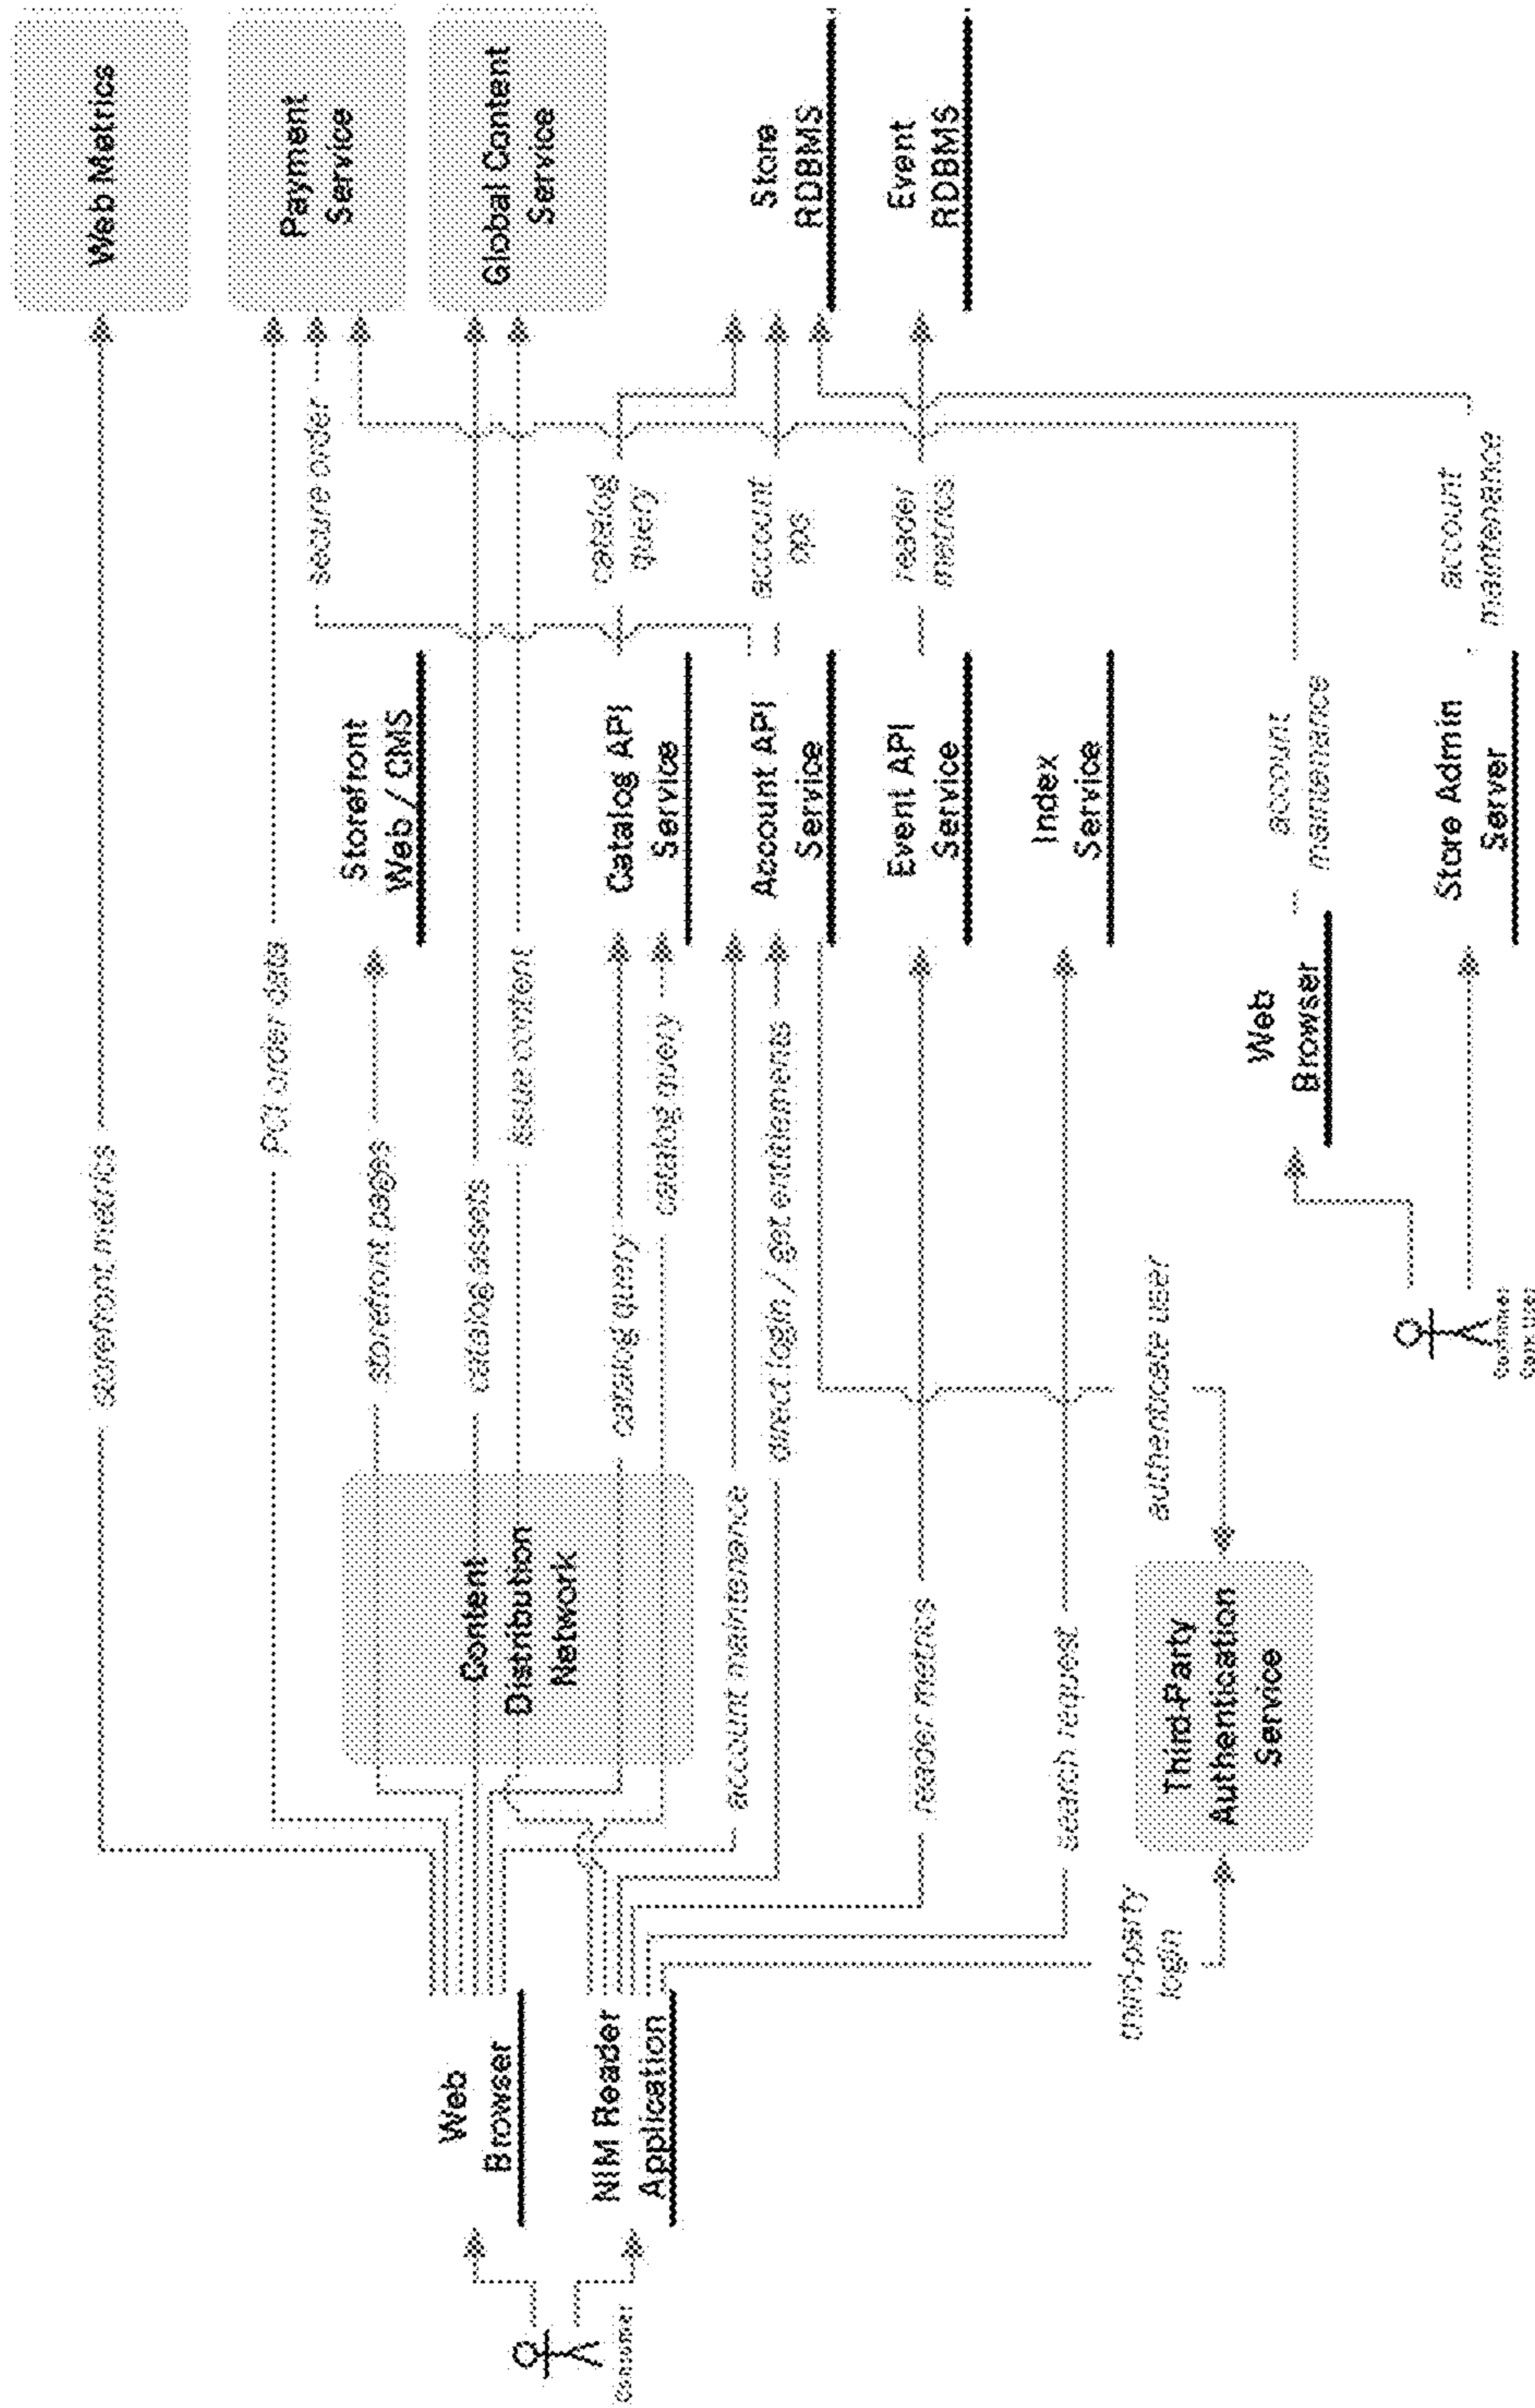 Consumer
Web
Browser
NIM Reader
Application
storefront metrics
PCI order data
storefront pages
catalog assets
issue content
catalog query
catalog query
account maintenance
direct login / get entitlements
reader metrics
search request
third-party
login
authenticate user
Content
Distribution
Network
Third-Party
Authentication
Service
Storefront
Web / CMS
Catalog API
Service
Account API
Service
Event API
Service
Index
Service
secure order
catalog
query
account
ops
reader
metrics
Web Metrics
Payment
Service
Global Content
Service
Store
RDBMS
Event
RDBMS
Customer
Care User
Web
Browser
account
maintenance
Store Admin
Server
account
maintenance